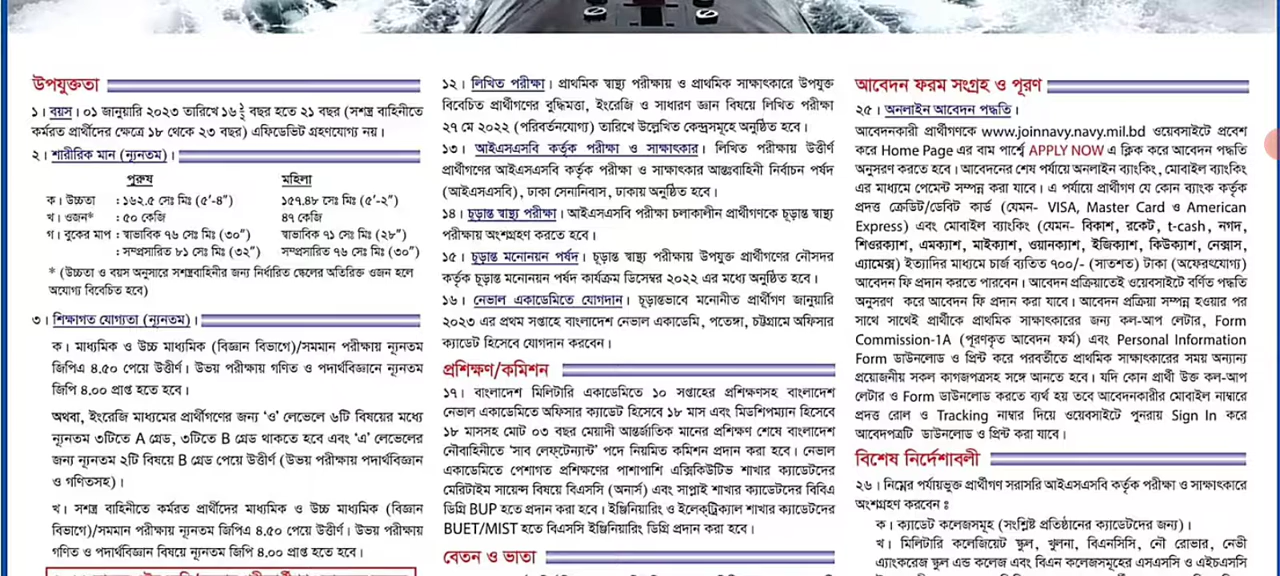 উপযুক্ততা
১। বয়স। ০১ জানুয়ারি ২০২৩ তারিখে ১৬ ½ বছর হতে ২১ বছর (সশস্ত্র বাহিনীতে
কর্মরত প্রার্থীদের ক্ষেত্রে ১৮ থেকে ২৩ বছর) এফিডেভিট গ্রহণযোগ্য নয়।
২। শারীরিক মান (ন্যূনতম)।
পুরুষ মহিলা
ক। উচ্চতা : ১৬২.৫ সেঃ মিঃ (৫′-৪″) ১৫৭.৪৮ সেঃ মিঃ (৫′-২″)
খ। ওজন* : ৫০ কেজি ৪৭ কেজি
গ। বুকের মাপ : স্বাভাবিক ৭৬ সেঃ মিঃ (৩০″) স্বাভাবিক ৭১ সেঃ মিঃ (২৮″)
: সম্প্রসারিত ৮১ সেঃ মিঃ (৩২″) সম্প্রসারিত ৭৬ সেঃ মিঃ (৩০″)
* (উচ্চতা ও বয়স অনুসারে সশস্ত্রবাহিনীর জন্য নির্ধারিত স্কেলের অতিরিক্ত ওজন হলে
অযোগ্য বিবেচিত হবে)
৩। শিক্ষাগত যোগ্যতা (ন্যূনতম)।
ক। মাধ্যমিক ও উচ্চ মাধ্যমিক (বিজ্ঞান বিভাগে)/সমমান পরীক্ষায় ন্যূনতম
জিপিএ ৪.৫০ পেয়ে উত্তীর্ণ। উভয় পরীক্ষায় গণিত ও পদার্থবিজ্ঞানে ন্যূনতম
জিপি ৪.০০ প্রাপ্ত হতে হবে।
অথবা, ইংরেজি মাধ্যমের প্রার্থীগণের জন্য ‘ও’ লেভেলে ৬টি বিষয়ের মধ্যে
ন্যূনতম ৩টিতে A গ্রেড, ৩টিতে B গ্রেড থাকতে হবে এবং ‘এ’ লেভেলের
জন্য ন্যূনতম ২টি বিষয়ে B গ্রেড পেয়ে উত্তীর্ণ (উভয় পরীক্ষায় পদার্থবিজ্ঞান
ও গণিতসহ)।
খ। সশস্ত্র বাহিনীতে কর্মরত প্রার্থীদের মাধ্যমিক ও উচ্চ মাধ্যমিক (বিজ্ঞান
বিভাগে)/সমমান পরীক্ষায় ন্যূনতম জিপিএ ৪.৫০ পেয়ে উত্তীর্ণ। উভয় পরীক্ষায়
গণিত ও পদার্থবিজ্ঞান বিষয়ে ন্যূনতম জিপি ৪.০০ প্রাপ্ত হতে হবে।
১২। লিখিত পরীক্ষা। প্রাথমিক স্বাস্থ্য পরীক্ষায় ও প্রাথমিক সাক্ষাৎকারে উপযুক্ত
বিবেচিত প্রার্থীগণের বুদ্ধিমত্তা, ইংরেজি ও সাধারণ জ্ঞান বিষয়ে লিখিত পরীক্ষা
২৭ মে ২০২২ (পরিবর্তনযোগ্য) তারিখে উল্লেখিত কেন্দ্রসমূহে অনুষ্ঠিত হবে।
১৩। আইএসএসবি কর্তৃক পরীক্ষা ও সাক্ষাৎকার। লিখিত পরীক্ষায় উত্তীর্ণ
প্রার্থীগণের আইএসএসবি কর্তৃক পরীক্ষা ও সাক্ষাৎকার আন্তঃবাহিনী নির্বাচন পর্ষদ
(আইএসএসবি), ঢাকা সেনানিবাস, ঢাকায় অনুষ্ঠিত হবে।
১৪। চূড়ান্ত স্বাস্থ্য পরীক্ষা। আইএসএসবি পরীক্ষা চলাকালীন প্রার্থীগণকে চূড়ান্ত স্বাস্থ্য
পরীক্ষায় অংশগ্রহণ করতে হবে।
১৫। চূড়ান্ত মনোনয়ন পর্ষদ। চূড়ান্ত স্বাস্থ্য পরীক্ষায় উপযুক্ত প্রার্থীগণের নৌসদর
কর্তৃক চূড়ান্ত মনোনয়ন পর্ষদ কার্যক্রম ডিসেম্বর ২০২২ এর মধ্যে অনুষ্ঠিত হবে।
১৬। নেভাল একাডেমিতে যোগদান। চূড়ান্তভাবে মনোনীত প্রার্থীগণ জানুয়ারি
২০২৩ এর প্রথম সপ্তাহে বাংলাদেশ নেভাল একাডেমি, পতেঙ্গা, চট্টগ্রামে অফিসার
ক্যাডেট হিসেবে যোগদান করবেন।
প্রশিক্ষণ/কমিশন
১৭। বাংলাদেশ মিলিটারি একাডেমিতে ১০ সপ্তাহের প্রশিক্ষণসহ বাংলাদেশ
নেভাল একাডেমিতে অফিসার ক্যাডেট হিসেবে ১৮ মাস এবং মিডশিপম্যান হিসেবে
১৮ মাসসহ মোট ০৩ বছর মেয়াদী আন্তর্জাতিক মানের প্রশিক্ষণ শেষে বাংলাদেশ
নৌবাহিনীতে ‘সাব লেফ্টেন্যান্ট’ পদে নিয়মিত কমিশন প্রদান করা হবে। নেভাল
একাডেমিতে পেশাগত প্রশিক্ষণের পাশাপাশি এক্সিকিউটিভ শাখার ক্যাডেটদের
মেরিটাইম সায়েন্স বিষয়ে বিএসসি (অনার্স) এবং সাপ্লাই শাখার ক্যাডেটদের বিবিএ
ডিগ্রি BUP হতে প্রদান করা হবে। ইঞ্জিনিয়ারিং ও ইলেকট্রিক্যাল শাখার ক্যাডেটদের
BUET/MIST হতে বিএসসি ইঞ্জিনিয়ারিং ডিগ্রি প্রদান করা হবে।
বেতন ও ভাতা
আবেদন ফরম সংগ্রহ ও পূরণ
২৫। অনলাইন আবেদন পদ্ধতি।
আবেদনকারী প্রার্থীগণকে www.joinnavy.navy.mil.bd ওয়েবসাইটে প্রবেশ
করে Home Page এর বাম পার্শ্বে APPLY NOW এ ক্লিক করে আবেদন পদ্ধতি
অনুসরণ করতে হবে। আবেদনের শেষ পর্যায়ে অনলাইন ব্যাংকিং, মোবাইল ব্যাংকিং
এর মাধ্যমে পেমেন্ট সম্পন্ন করা যাবে। এ পর্যায়ে প্রার্থীগণ যে কোন ব্যাংক কর্তৃক
প্রদত্ত ক্রেডিট/ডেবিট কার্ড (যেমন- VISA, Master Card ও American
Express) এবং মোবাইল ব্যাংকিং (যেমন- বিকাশ, রকেট, t-cash, নগদ,
শিওরক্যাশ, এমক্যাশ, মাইক্যাশ, ওয়ানক্যাশ, ইজিক্যাশ, কিউক্যাশ, নেক্সাস,
এ্যামেক্স) ইত্যাদির মাধ্যমে চার্জ ব্যতিত ৭০০/- (সাতশত) টাকা (অফেরৎযোগ্য)
আবেদন ফি প্রদান করতে পারবেন। আবেদন প্রক্রিয়াতেই ওয়েবসাইটে বর্ণিত পদ্ধতি
অনুসরণ করে আবেদন ফি প্রদান করা যাবে। আবেদন প্রক্রিয়া সম্পন্ন হওয়ার পর
সাথে সাথেই প্রার্থীকে প্রাথমিক সাক্ষাৎকারের জন্য কল-আপ লেটার, Form
Commission-1A (পূরণকৃত আবেদন ফর্ম) এবং Personal Information
Form ডাউনলোড ও প্রিন্ট করে পরবর্তীতে প্রাথমিক সাক্ষাৎকারের সময় অন্যান্য
প্রয়োজনীয় সকল কাগজপত্রসহ সঙ্গে আনতে হবে। যদি কোন প্রার্থী উক্ত কল-আপ
লেটার ও Form ডাউনলোড করতে ব্যর্থ হয় তবে আবেদনকারীর মোবাইল নাম্বারে
প্রদত্ত রোল ও Tracking নাম্বার দিয়ে ওয়েবসাইটে পুনরায় Sign In করে
আবেদপত্রটি ডাউনলোড ও প্রিন্ট করা যাবে।
বিশেষ নির্দেশাবলী
২৬। নিম্নের পর্যায়ভুক্ত প্রার্থীগণ সরাসরি আইএসএসবি কর্তৃক পরীক্ষা ও সাক্ষাৎকারে
অংশগ্রহণ করবেন ঃ
ক। ক্যাডেট কলেজসমূহ (সংশ্লিষ্ট প্রতিষ্ঠানের ক্যাডেটদের জন্য)।
খ। মিলিটারি কলেজিয়েট স্কুল, খুলনা, বিএনসিসি, নৌ রোভার, নেভী
এ্যাংকরেজ স্কুল এন্ড কলেজ এবং বিএন কলেজসমূহের এসএসসি ও এইচএসসি